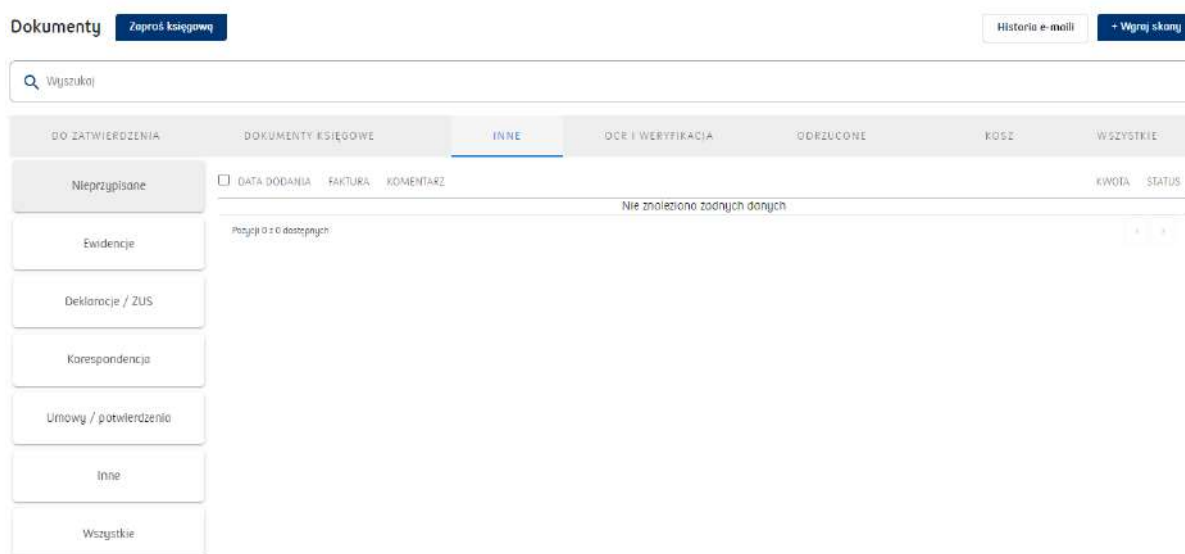 Dokumenty
Zaproś księgową
Historia e-maili
+ Wgraj skany
Wyszukaj
DO ZATWIERDZENIA
DOKUMENTY KSIĘGOWE
INNE
OCR I WERYFIKACJA
ODRZUCONE
KOSZ
WSZYSTKIE
Nieprzypisane
DATA DODANIA FAKTURA KOMENTARZ KWOTA STATUS
Nie znaleziono żadnych danych
Pozycji 0 z 0 dostępnych
Ewidencje
Deklaracje / ZUS
Korespondencja
Umowy / potwierdzenia
Inne
Wszystkie